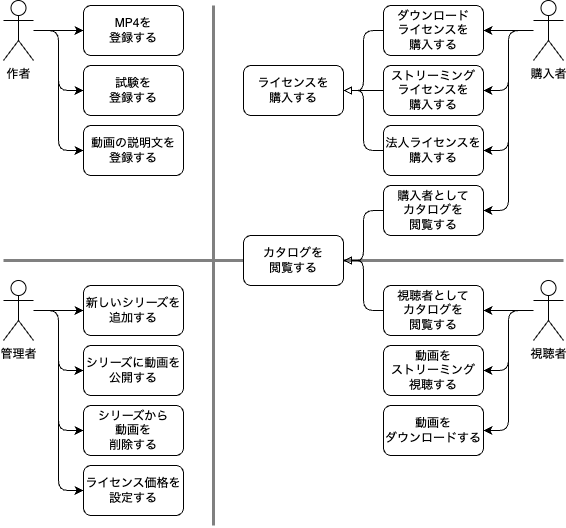 MP4を
登録する
作者
試験を
登録する
動画の説明文を
登録する
ダウンロード
ライセンスを
購入する
購入者
ライセンスを
購入する
ストリーミング
ライセンスを
購入する
法人ライセンスを
購入する
購入者として
カタログを
閲覧する
カタログを
閲覧する
新しいシリーズを
追加する
管理者
シリーズに動画を
公開する
シリーズから
動画を
削除する
ライセンス価格を
設定する
視聴者として
カタログを
閲覧する
視聴者
動画を
ストリーミング
視聴する
動画を
ダウンロードする